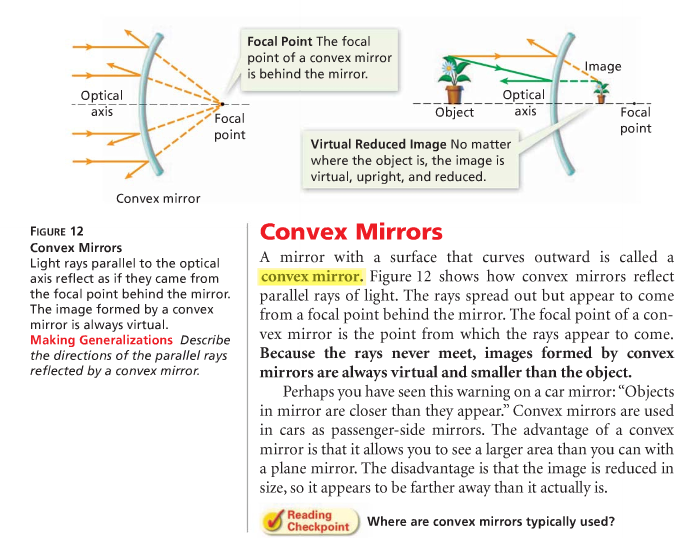 Focal Point The focal
point of a convex mirror
is behind the mirror.
Optical
axis
Focal
point
Convex mirror
Image
Object
Optical
axis
Focal
point
Virtual Reduced Image No matter
where the object is, the image is
virtual, upright, and reduced.
FIGURE 12
Convex Mirrors
Light rays parallel to the optical
axis reflect as if they came from
the focal point behind the mirror.
The image formed by a convex
mirror is always virtual.
Making Generalizations Describe
the directions of the parallel rays
reflected by a convex mirror.
Convex Mirrors
A mirror with a surface that curves outward is called a
convex mirror. Figure 12 shows how convex mirrors reflect
parallel rays of light. The rays spread out but appear to come
from a focal point behind the mirror. The focal point of a con-
vex mirror is the point from which the rays appear to come.
Because the rays never meet, images formed by convex
mirrors are always virtual and smaller than the object.
Perhaps you have seen this warning on a car mirror: “Objects
in mirror are closer than they appear.” Convex mirrors are used
in cars as passenger-side mirrors. The advantage of a convex
mirror is that it allows you to see a larger area than you can with
a plane mirror. The disadvantage is that the image is reduced in
size, so it appears to be farther away than it actually is.
Reading
Checkpoint
Where are convex mirrors typically used?